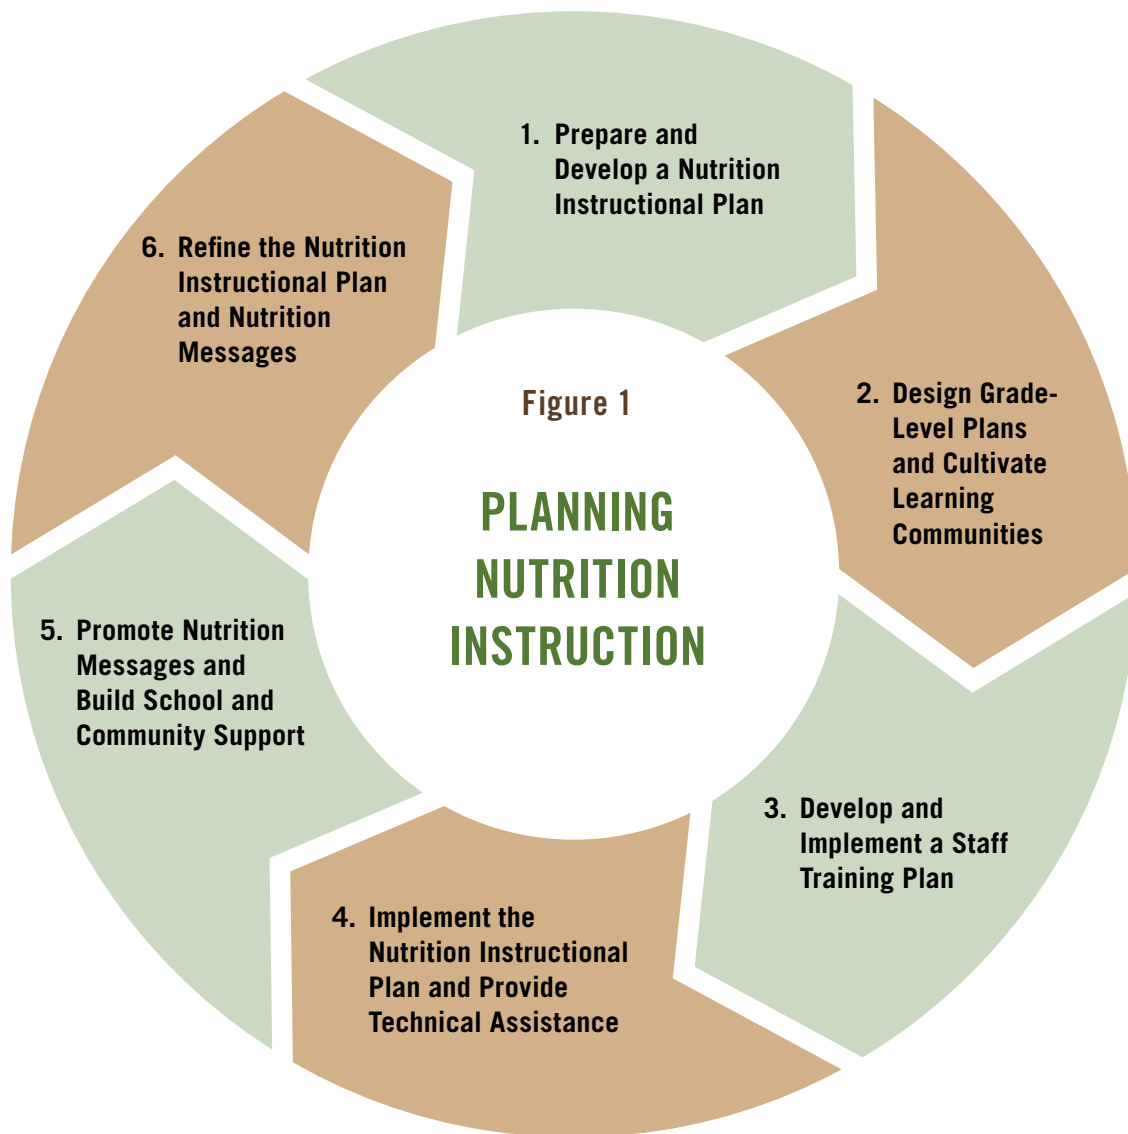 Figure 1
PLANNING
NUTRITION
INSTRUCTION
1. Prepare and
Develop a Nutrition
Instructional Plan
2. Design Grade-
Level Plans
and Cultivate
Learning
Communities
3. Develop and
Implement a Staff
Training Plan
4. Implement the
Nutrition Instructional
Plan and Provide
Technical Assistance
5. Promote Nutrition
Messages and
Build School and
Community Support
6. Refine the Nutrition
Instructional Plan
and Nutrition
Messages